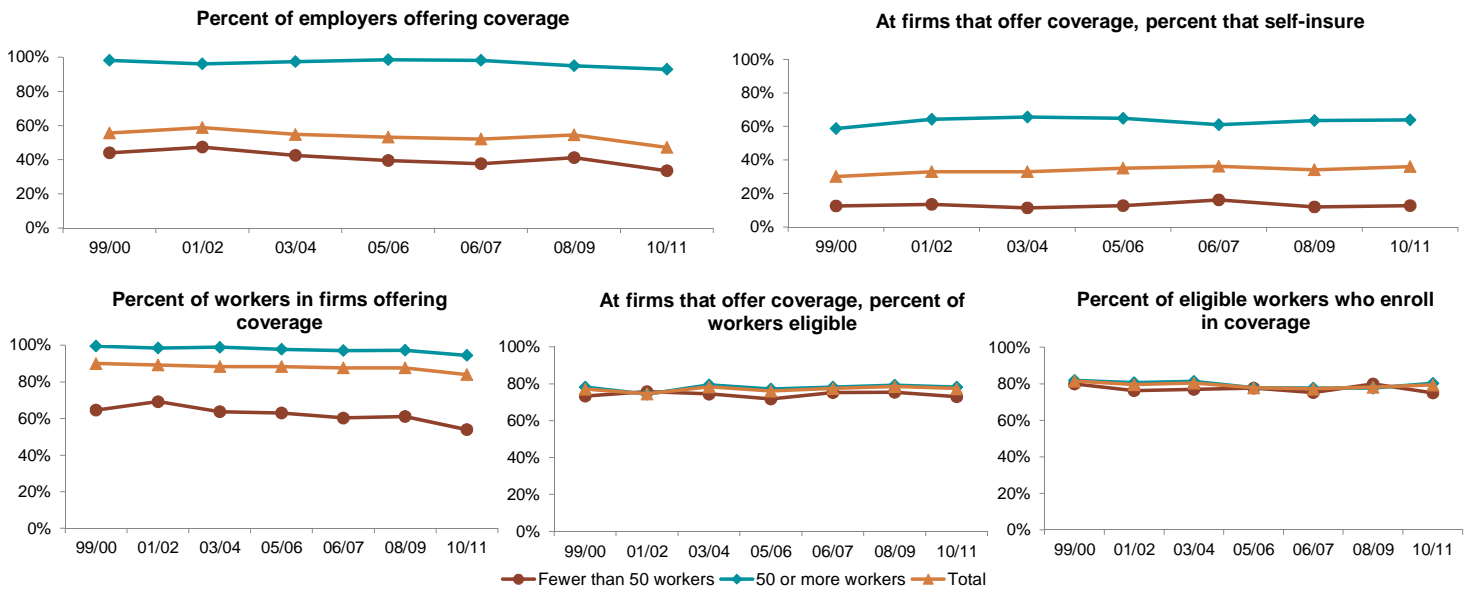 Percent of employers offering coverage
100%
80%
60%
40%
20%
0%
99/00 01/02 03/04 05/06 06/07 08/09 10/11
At firms that offer coverage, percent that self-insure
100%
80%
60%
40%
20%
0%
99/00 01/02 03/04 05/06 06/07 08/09 10/11
Percent of workers in firms offering
coverage
100%
80%
60%
40%
20%
0%
99/00 01/02 03/04 05/06 06/07 08/09 10/11
At firms that offer coverage, percent of
workers eligible
100%
80%
60%
40%
20%
0%
99/00 01/02 03/04 05/06 06/07 08/09 10/11
Percent of eligible workers who enroll
in coverage
100%
80%
60%
40%
20%
0%
99/00 01/02 03/04 05/06 06/07 08/09 10/11
Fewer than 50 workers 50 or more workers Total